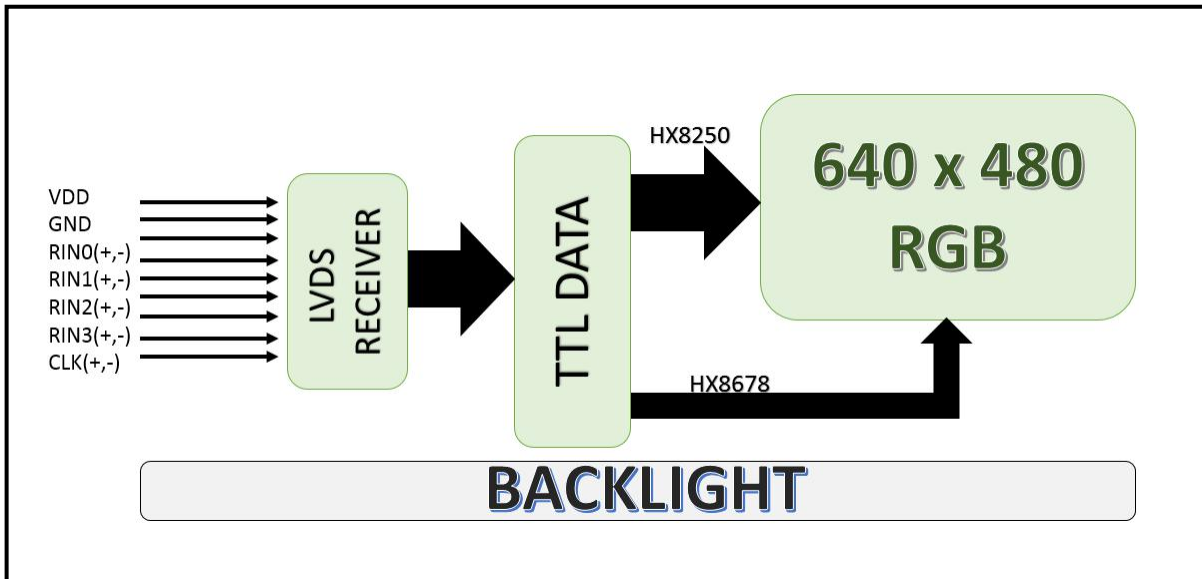 VDD
GND
RIN0(+,-)
RIN1(+,-)
RIN2(+,-)
RIN3(+,-)
CLK(+,-)
LVDS
RECEIVER
TTL DATA
HX8250
HX8678
640 x 480
RGB
BACKLIGHT